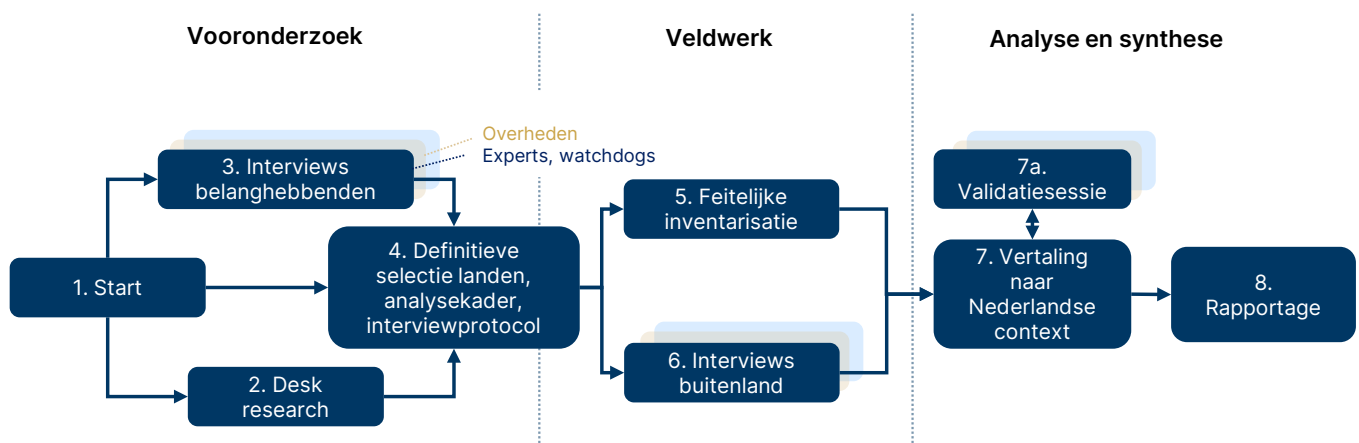 Vooronderzoek
Veldwerk
Analyse en synthese
Overheden
Experts, watchdogs
3. Interviews
belanghebbenden
1. Start
2. Desk
research
4. Definitieve
selectie landen,
analysekader,
interviewprotocol
5. Feitelijke
inventarisatie
6. Interviews
buitenland
7a.
Validatiesessie
7. Vertaling
naar
Nederlandse
context
8.
Rapportage